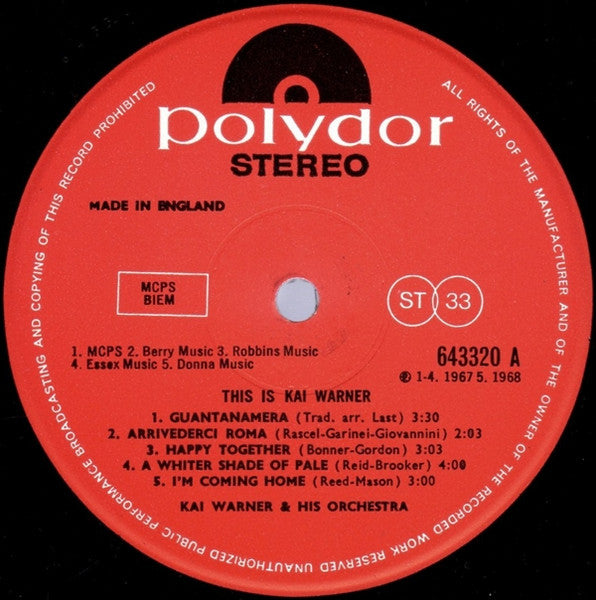 polydor
STEREO
MADE IN ENGLAND
MCPS
BIEM
ST 33
1. MCPS 2. Berry Music 3. Robbins Music
4. Essex Music 5. Donna Music
643320 A
℗ 1-4. 1967 5. 1968
THIS IS KAI WARNER
1. GUANTANAMERA (Trad. arr. Last) 3:30
2. ARRIVEDERCI ROMA (Rascel-Garinei-Giovannini) 2:03
3. HAPPY TOGETHER (Bonner-Gordon) 3:03
4. A WHITER SHADE OF PALE (Reid-Brooker) 4:00
5. I'M COMING HOME (Reed-Mason) 3:00
KAI WARNER & HIS ORCHESTRA
ALL RIGHTS OF THE MANUFACTURER AND OF THE OWNER OF THE RECORDED WORK RESERVED UNAUTHORIZED PUBLIC PERFORMANCE BROADCASTING AND COPYING OF THIS RECORD PROHIBITED